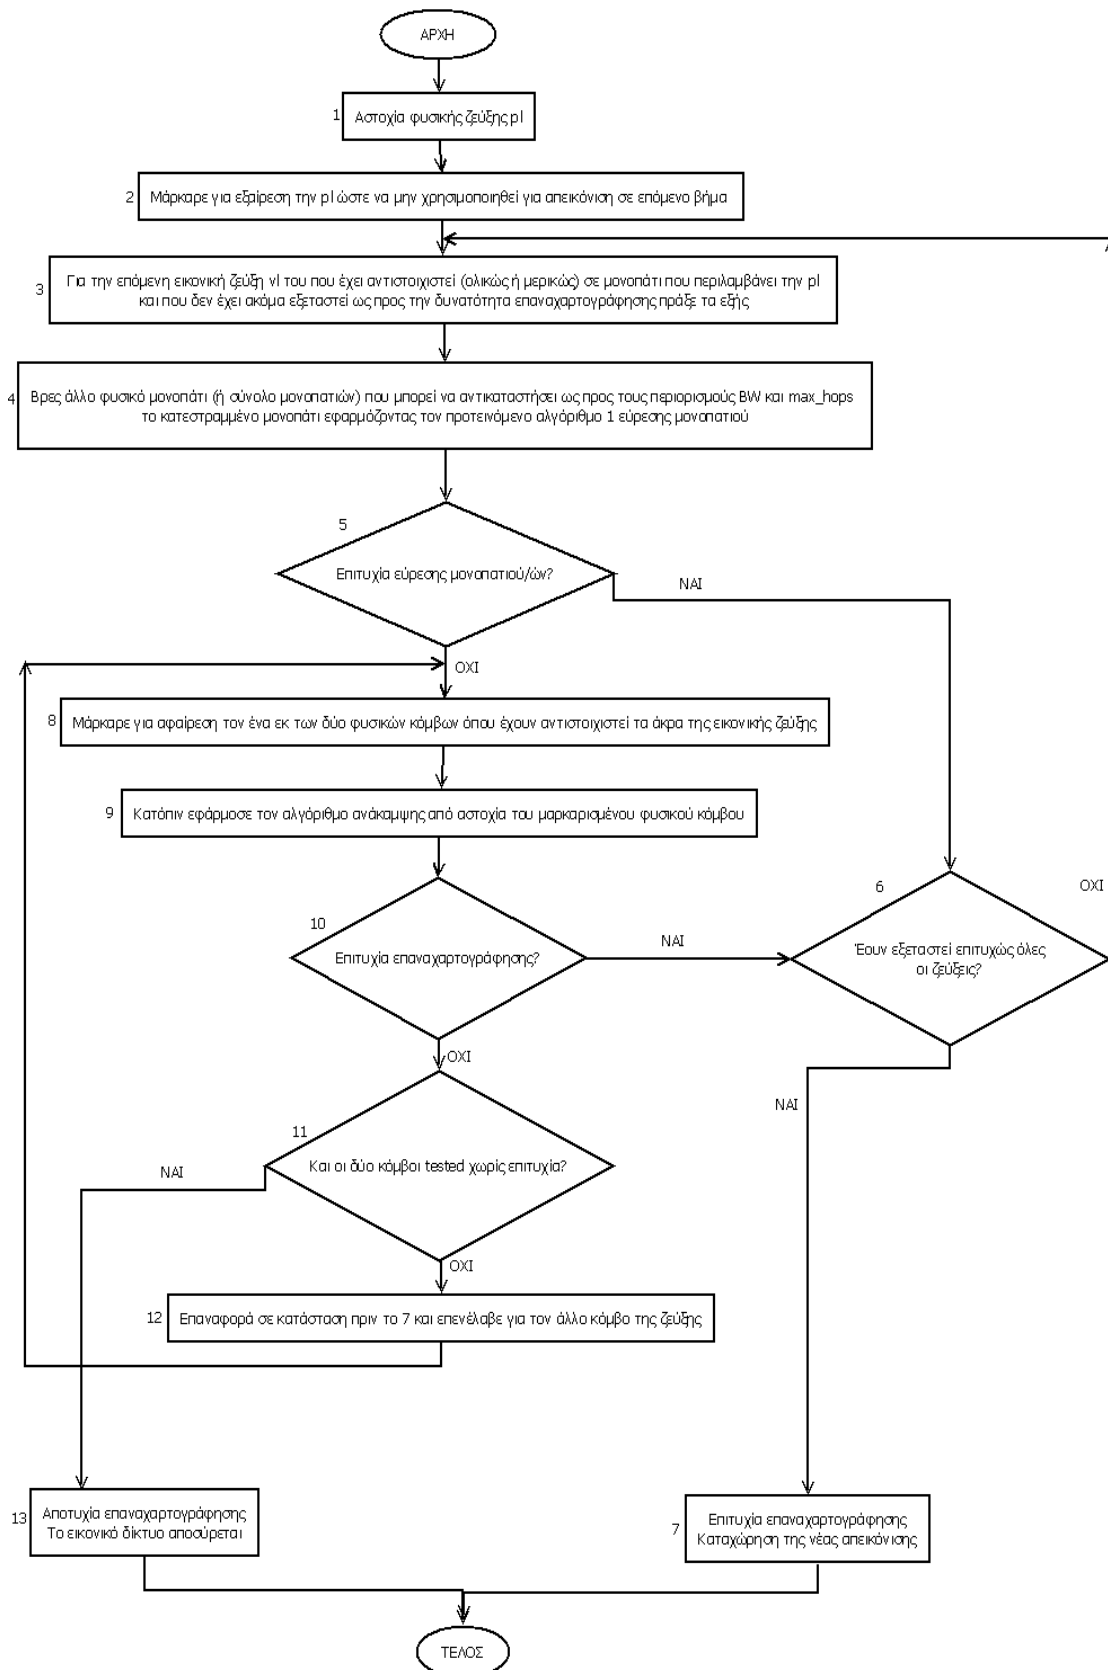 ΑΡΧΗ
1
Αστοχία φυσικής ζεύξης pl
2
Μάρκαρε για εξαίρεση την pl ώστε να μην χρησιμοποιηθεί για απεικόνιση σε επόμενο βήμα
3
Για την επόμενη εικονική ζεύξη vl του που έχει αντιστοιχιστεί (ολικώς ή μερικώς) σε μονοπάτι που περιλαμβάνει την pl
και που δεν έχει ακόμα εξεταστεί ως προς την δυνατότητα επαναχαρτογράφησης πράξε τα εξής
4
Βρες άλλο φυσικό μονοπάτι (ή σύνολο μονοπατιών) που μπορεί να αντικαταστήσει ως προς τους περιορισμούς BW και max_hops
το κατεστραμμένο μονοπάτι εφαρμόζοντας τον προτεινόμενο αλγόριθμο 1 εύρεσης μονοπατιού
5
Επιτυχία εύρεσης μονοπατιού/ών?
ΝΑΙ
ΟΧΙ
8
Μάρκαρε για αφαίρεση τον ένα εκ των δύο φυσικών κόμβων όπου έχουν αντιστοιχιστεί τα άκρα της εικονικής ζεύξης
9
Κατόπιν εφάρμοσε τον αλγόριθμο ανάκαμψης από αστοχία του μαρκαρισμένου φυσικού κόμβου
6
ΟΧΙ
10
Επιτυχία επαναχαρτογράφησης?
ΝΑΙ
Έουν εξεταστεί επιτυχώς όλες
οι ζεύξεις?
ΟΧΙ
ΝΑΙ
11
Και οι δύο κόμβοι tested χωρίς επιτυχία?
ΝΑΙ
ΟΧΙ
12
Επαναφορά σε κατάσταση πριν το 7 και επενέλαβε για τον άλλο κόμβο της ζεύξης
13
Αποτυχία επαναχαρτογράφησης
Το εικονικό δίκτυο αποσύρεται
7
Επιτυχία επαναχαρτογράφησης
Καταχώρηση της νέας απεικόνισης
ΤΕΛΟΣ